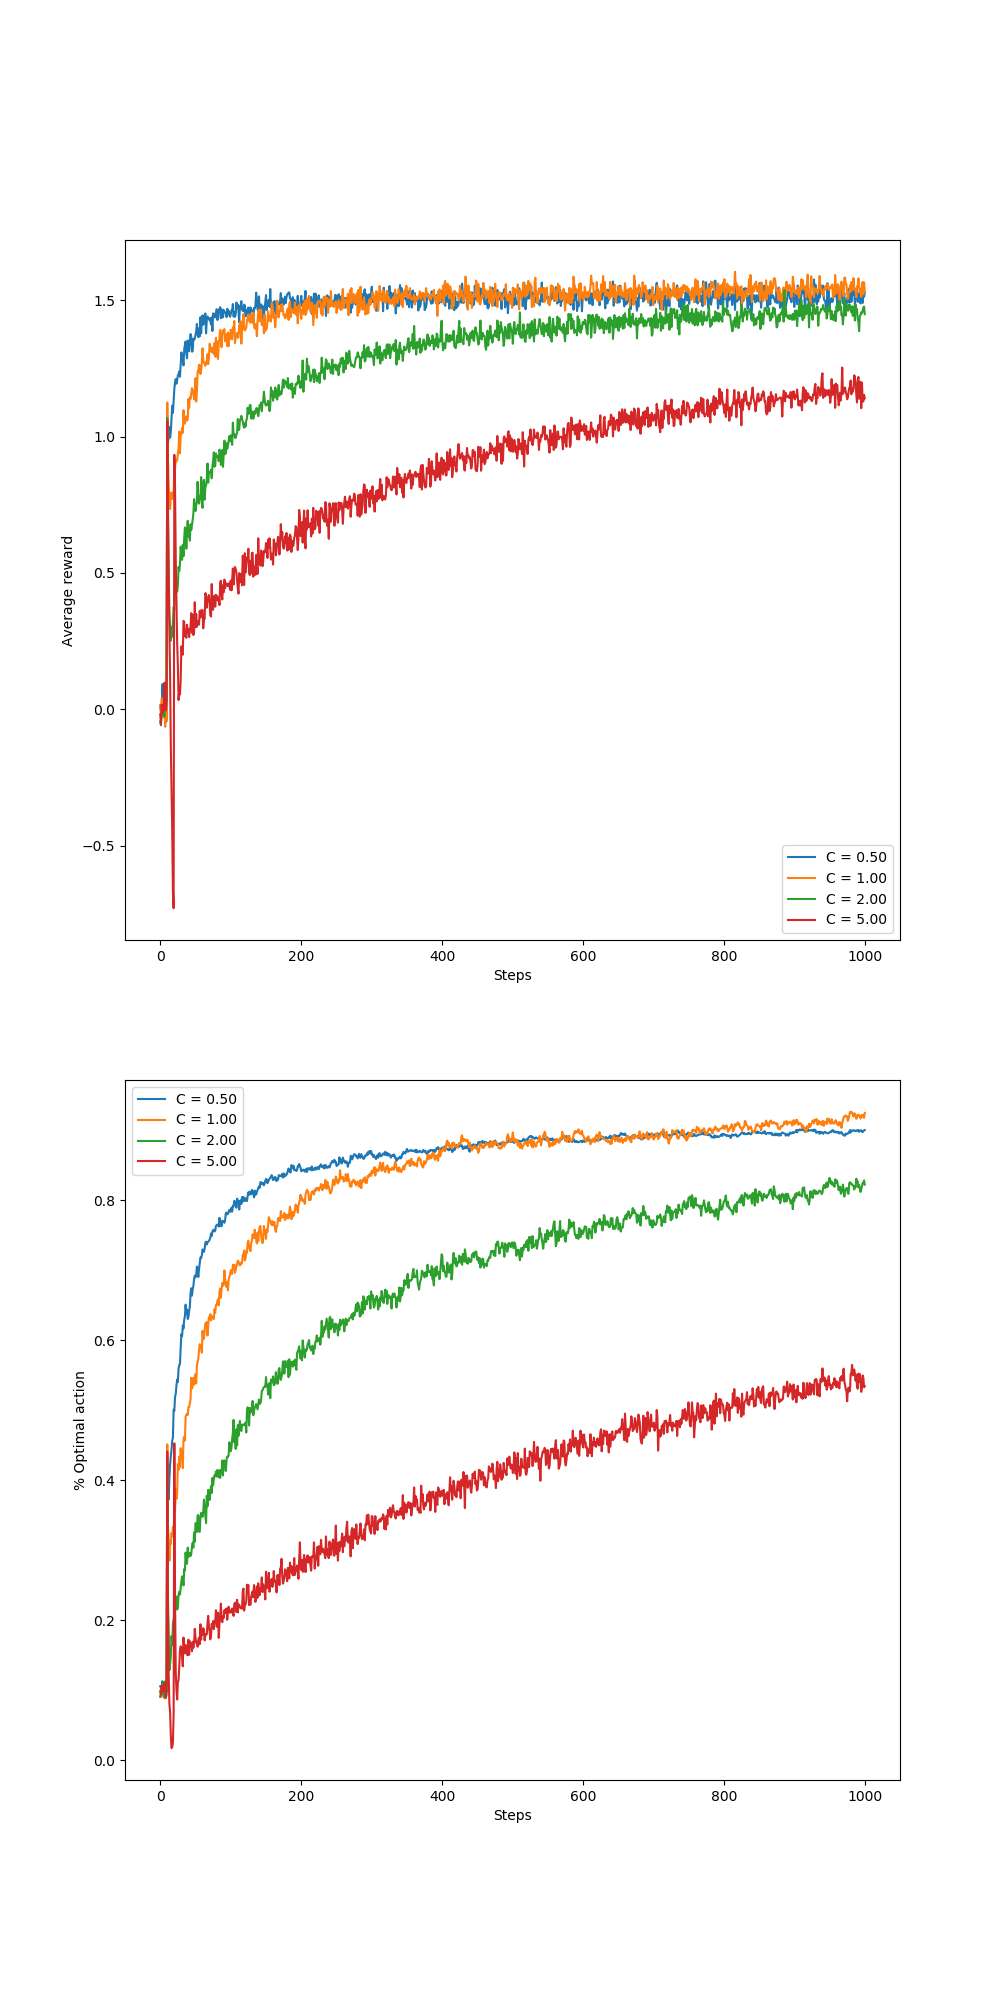 1.5
1.0
0.5
0.0
−0.5
Average reward
C = 0.50
C = 1.00
C = 2.00
C = 5.00
0 200 400 600 800 1000
Steps
C = 0.50
C = 1.00
C = 2.00
C = 5.00
0.8
0.6
0.4
0.2
0.0
% Optimal action
0 200 400 600 800 1000
Steps